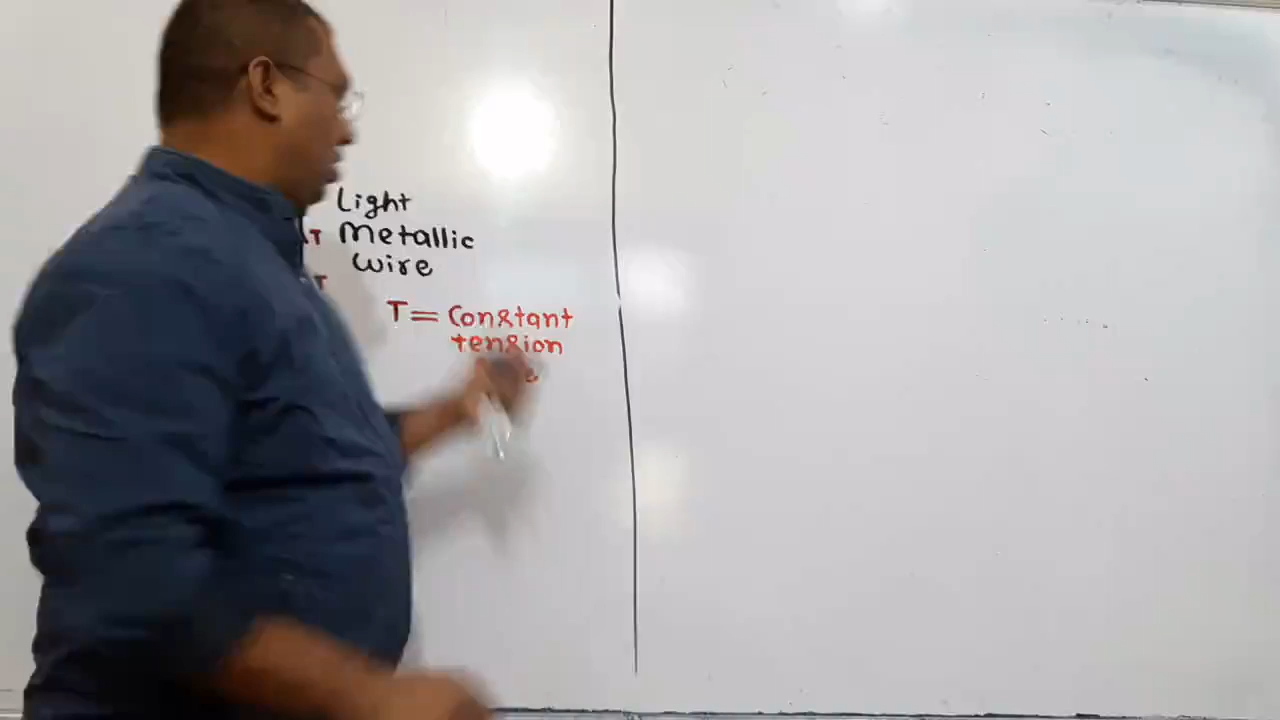 Light
T Metallic
wire
T
T = Constant
tension